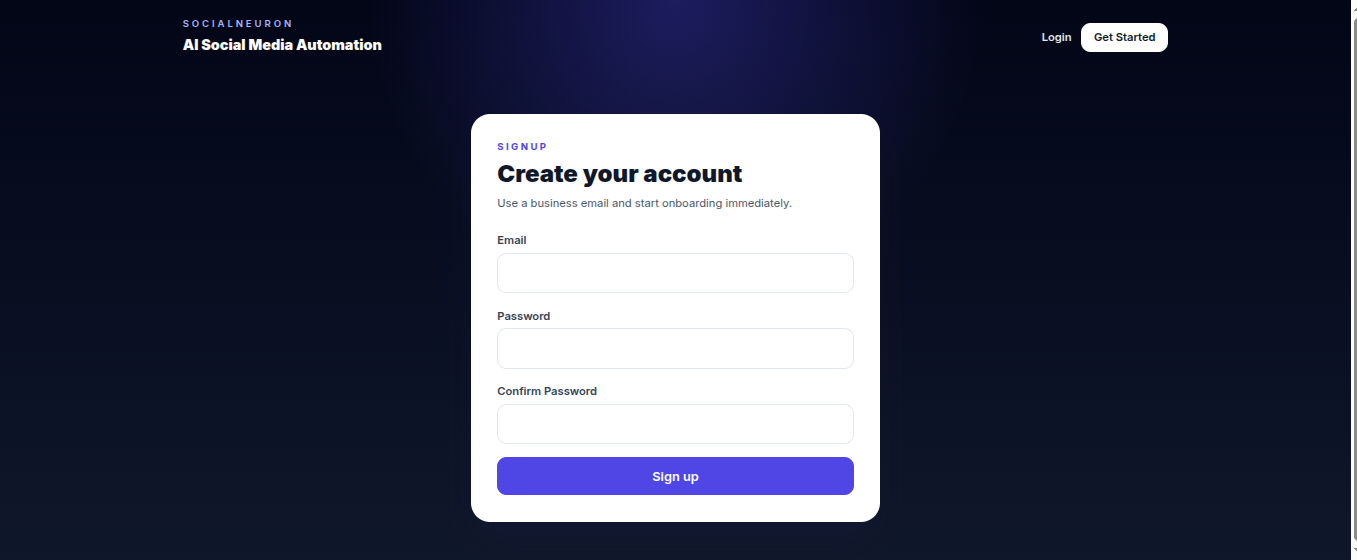 SOCIALNEURON
AI Social Media Automation
Login
Get Started
SIGNUP
Create your account
Use a business email and start onboarding immediately.
Email
Password
Confirm Password
Sign up